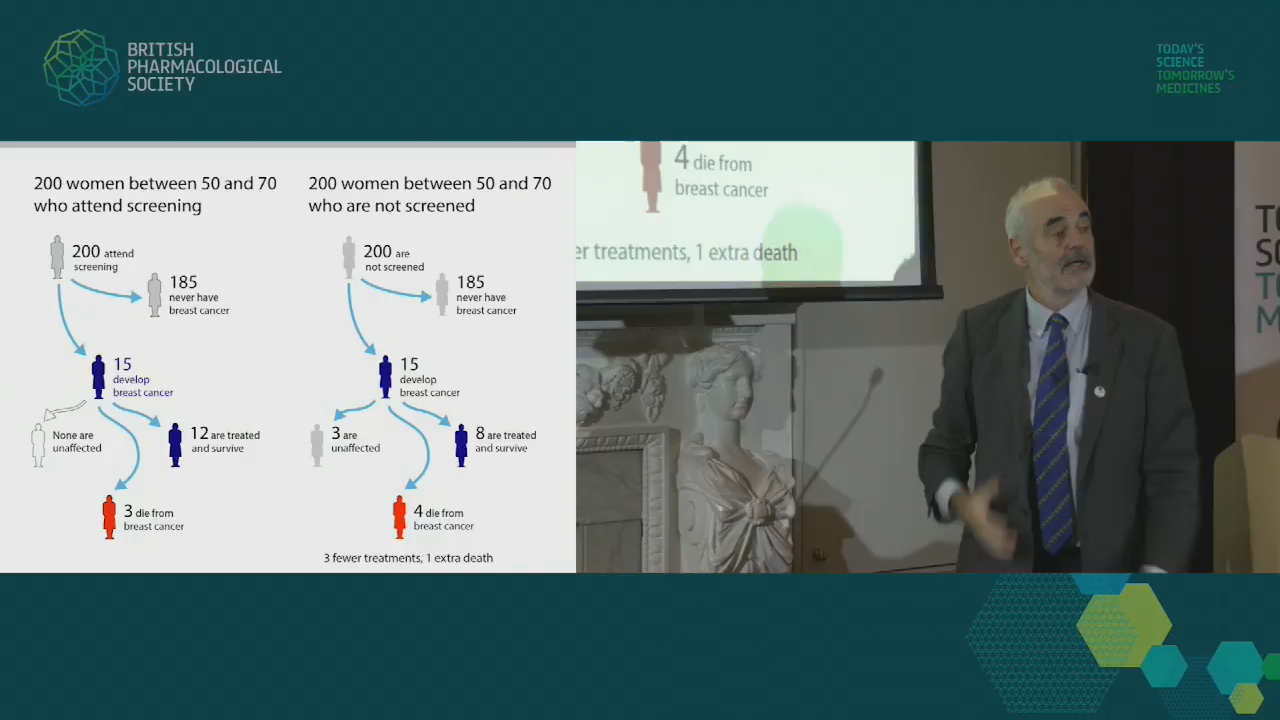 BRITISH
PHARMACOLOGICAL
SOCIETY
TODAY'S
SCIENCE
TOMORROW'S
MEDICINES
200 women between 50 and 70
who attend screening
200 attend
screening
185
never have
breast cancer
15
develop
breast cancer
None are
unaffected
12 are treated
and survive
3 die from
breast cancer
200 women between 50 and 70
who are not screened
200 are
not screened
185
never have
breast cancer
15
develop
breast cancer
3 are
unaffected
8 are treated
and survive
4 die from
breast cancer
3 fewer treatments, 1 extra death
4 die from
breast cancer
er treatments, 1 extra death